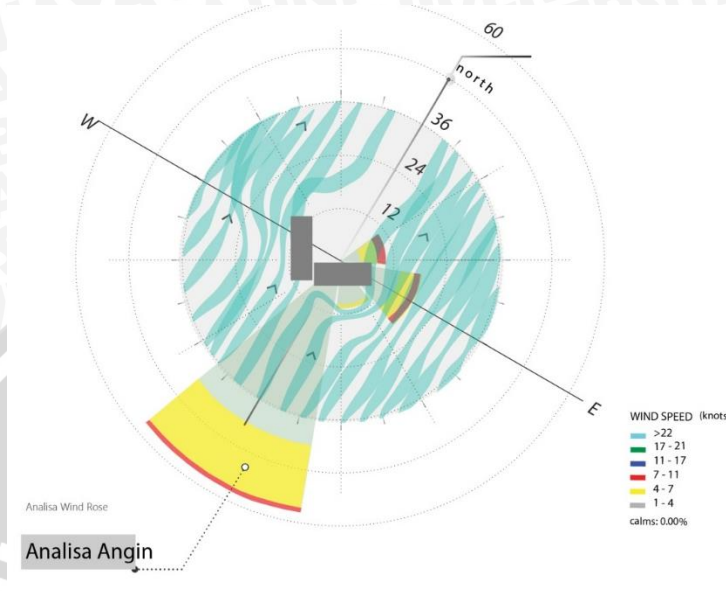 60
north
W
36
24
12
E
WIND SPEED (knots
>22
17 - 21
11 - 17
7 - 11
4 - 7
1 - 4
calms: 0.00%
Analisa Wind Rose
Analisa Angin